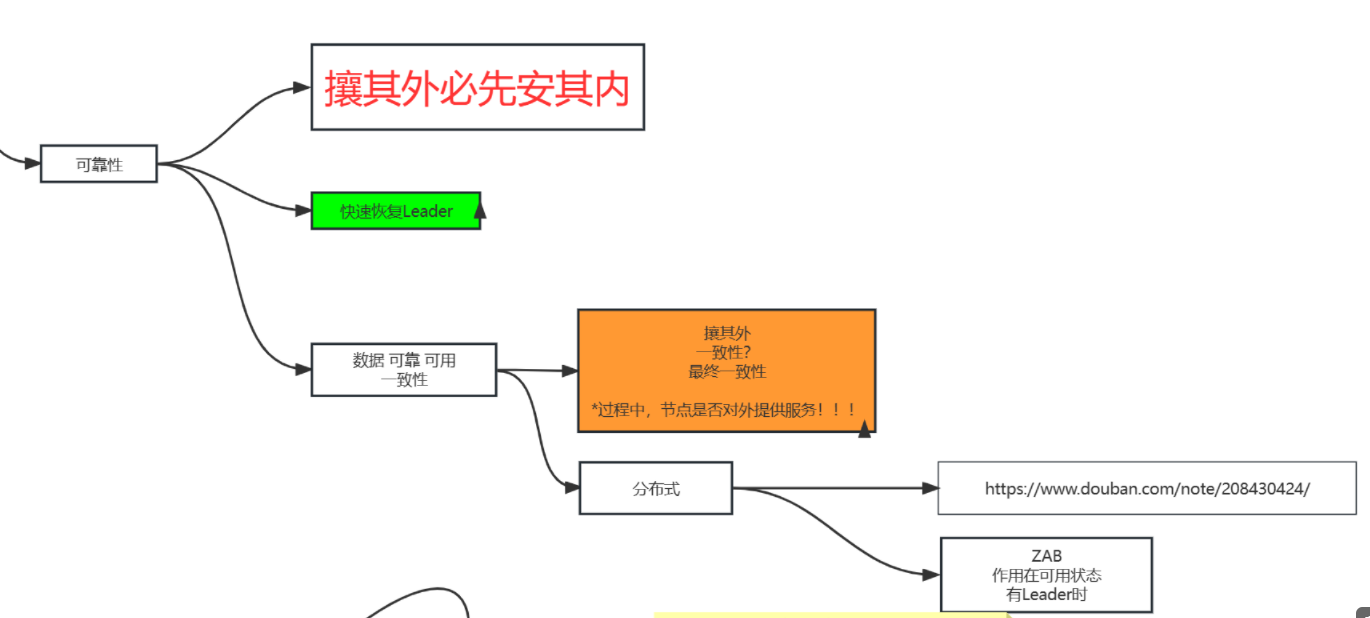 攘其外必先安其内
可靠性
快速恢复Leader
数据 可靠 可用
一致性
攘其外
一致性?
最终一致性
*过程中，节点是否对外提供服务！！！
分布式
https://www.douban.com/note/208430424/
ZAB
作用在可用状态
有Leader时